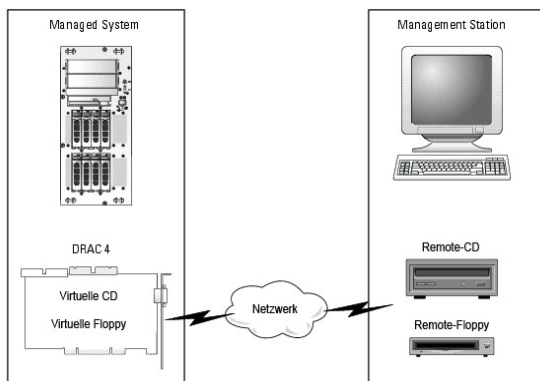 Managed System
Management Station
DRAC 4
Virtuelle CD
Virtuelle Floppy
Netzwerk
Remote-CD
Remote-Floppy